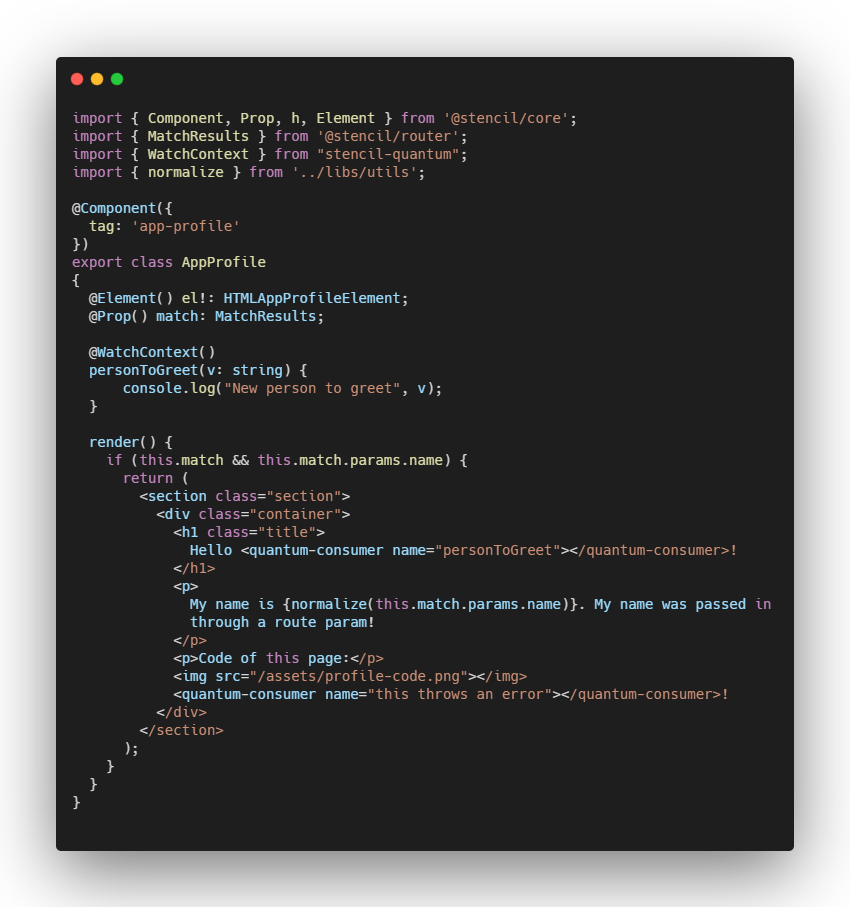 import { Component, Prop, h, Element } from '@stencil/core';
import { MatchResults } from '@stencil/router';
import { WatchContext } from "stencil-quantum";
import { normalize } from '../libs/utils';

@Component({
  tag: 'app-profile'
})
export class AppProfile
{
  @Element() el!: HTMLAppProfileElement;
  @Prop() match: MatchResults;

  @WatchContext()
  personToGreet(v: string) {
      console.log("New person to greet", v);
  }

  render() {
    if (this.match && this.match.params.name) {
      return (
        <section class="section">
          <div class="container">
            <h1 class="title">
              Hello <quantum-consumer name="personToGreet"></quantum-consumer>!
            </h1>
            <p>
              My name is {normalize(this.match.params.name)}. My name was passed in
              through a route param!
            </p>
            <p>Code of this page:</p>
            <img src="/assets/profile-code.png"></img>
            <quantum-consumer name="this throws an error"></quantum-consumer>!
          </div>
        </section>
      );
    }
  }
}